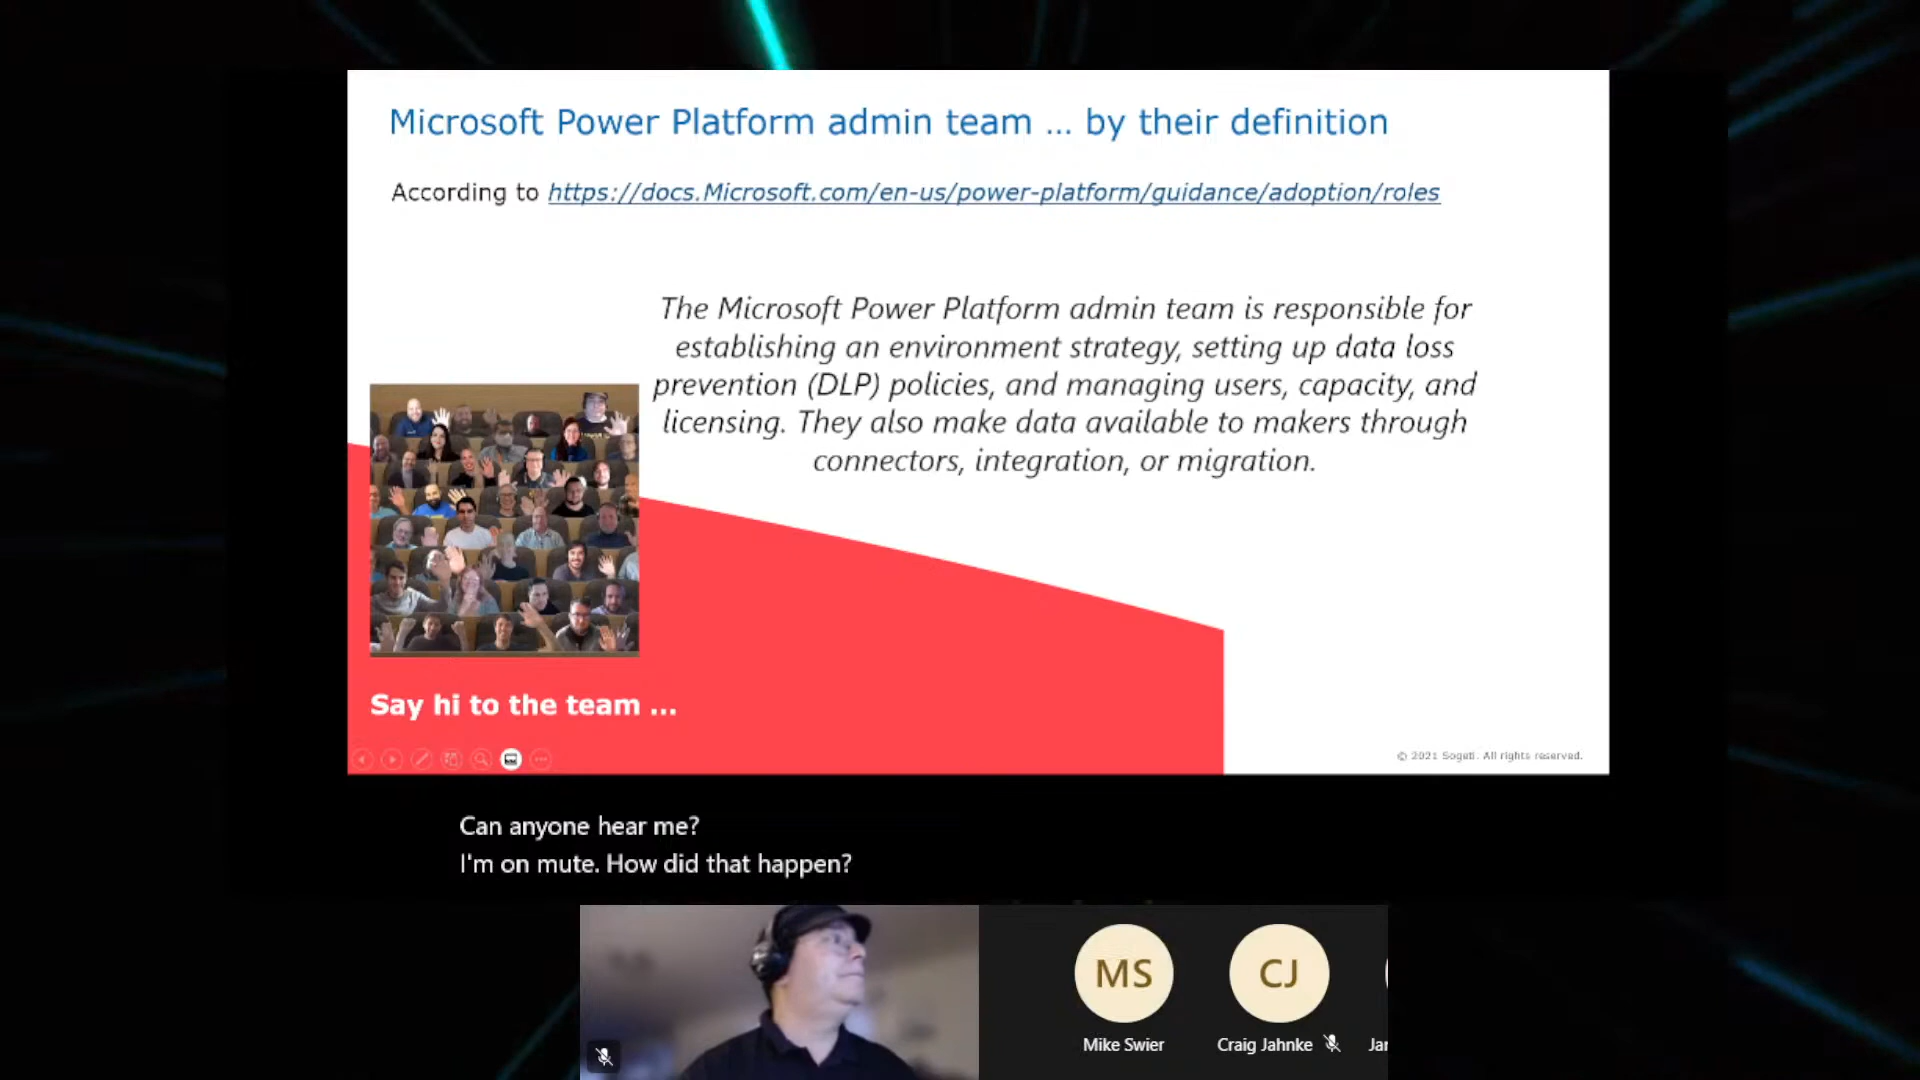 Microsoft Power Platform admin team ... by their definition
According to https://docs.Microsoft.com/en-us/power-platform/guidance/adoption/roles
The Microsoft Power Platform admin team is responsible for
establishing an environment strategy, setting up data loss
prevention (DLP) policies, and managing users, capacity, and
licensing. They also make data available to makers through
connectors, integration, or migration.
Say hi to the team ...
© 2021 Sogeti. All rights reserved.
Can anyone hear me?
I'm on mute. How did that happen?
MS
CJ
Mike Swier
Craig Jahnke
Jar